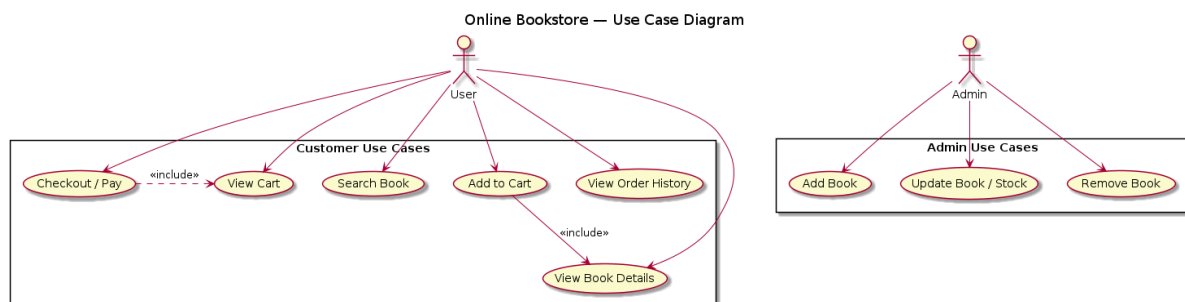 Online Bookstore — Use Case Diagram
User
Admin
Customer Use Cases
Admin Use Cases
Checkout / Pay
«include»
View Cart
Search Book
Add to Cart
View Order History
Add Book
Update Book / Stock
Remove Book
«include»
View Book Details